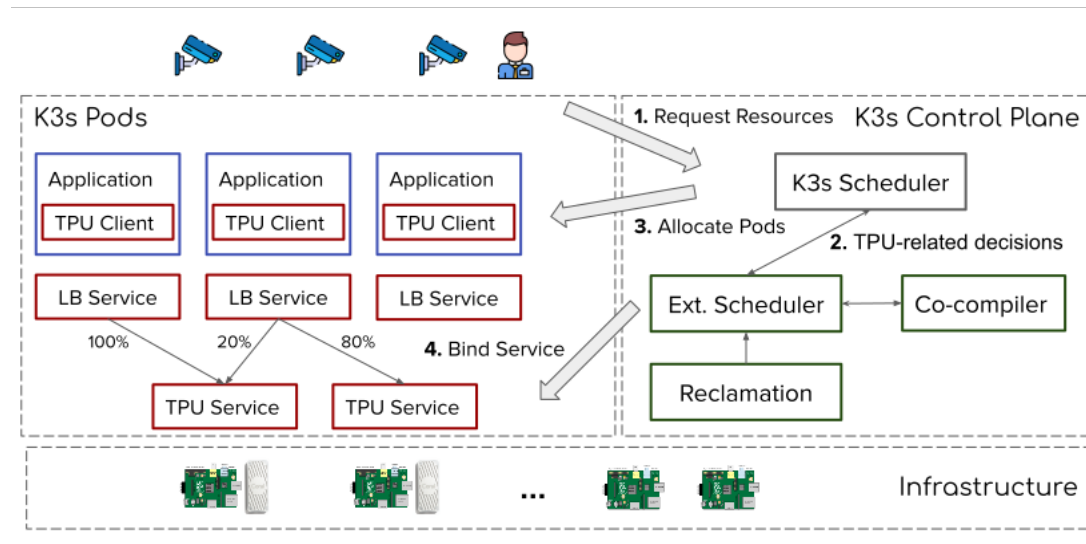 K3s Pods
1. Request Resources
K3s Control Plane
Application
Application
Application
TPU Client
TPU Client
TPU Client
K3s Scheduler
3. Allocate Pods
2. TPU-related decisions
LB Service
LB Service
LB Service
Ext. Scheduler
Co-compiler
100%
20%
80%
4. Bind Service
TPU Service
TPU Service
Reclamation
...
Infrastructure